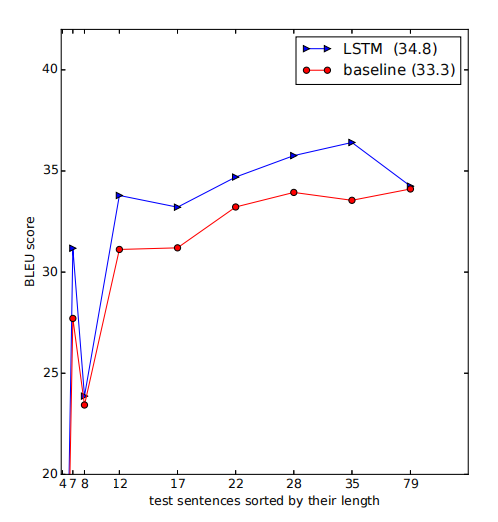 LSTM (34.8)
baseline (33.3)
40
35
30
25
20
BLEU score
4 7 8 12 17 22 28 35 79
test sentences sorted by their length